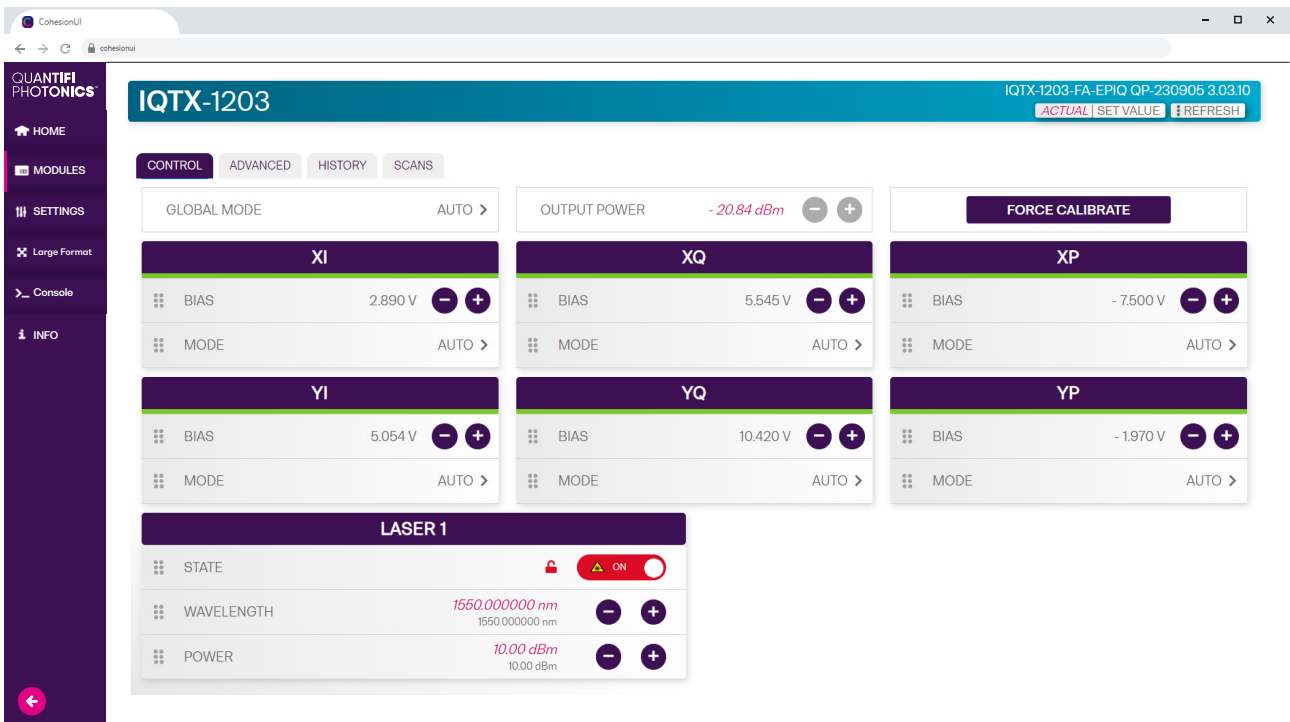 CohesionUI
cohesionui
QUANTIFI
PHOTONICS™
HOME
MODULES
SETTINGS
Large Format
>_ Console
INFO
IQTX-1203
IQTX-1203-FA-EPIQ QP-230905 3.03.10
ACTUAL | SET VALUE REFRESH
CONTROL ADVANCED HISTORY SCANS
GLOBAL MODE AUTO >
OUTPUT POWER - 20.84 dBm − +
FORCE CALIBRATE
XI
BIAS 2.890 V − +
MODE AUTO >
XQ
BIAS 5.545 V − +
MODE AUTO >
XP
BIAS - 7.500 V − +
MODE AUTO >
YI
BIAS 5.054 V − +
MODE AUTO >
YQ
BIAS 10.420 V − +
MODE AUTO >
YP
BIAS - 1.970 V − +
MODE AUTO >
LASER 1
STATE ON
WAVELENGTH 1550.000000 nm − +
1550.000000 nm
POWER 10.00 dBm − +
10.00 dBm